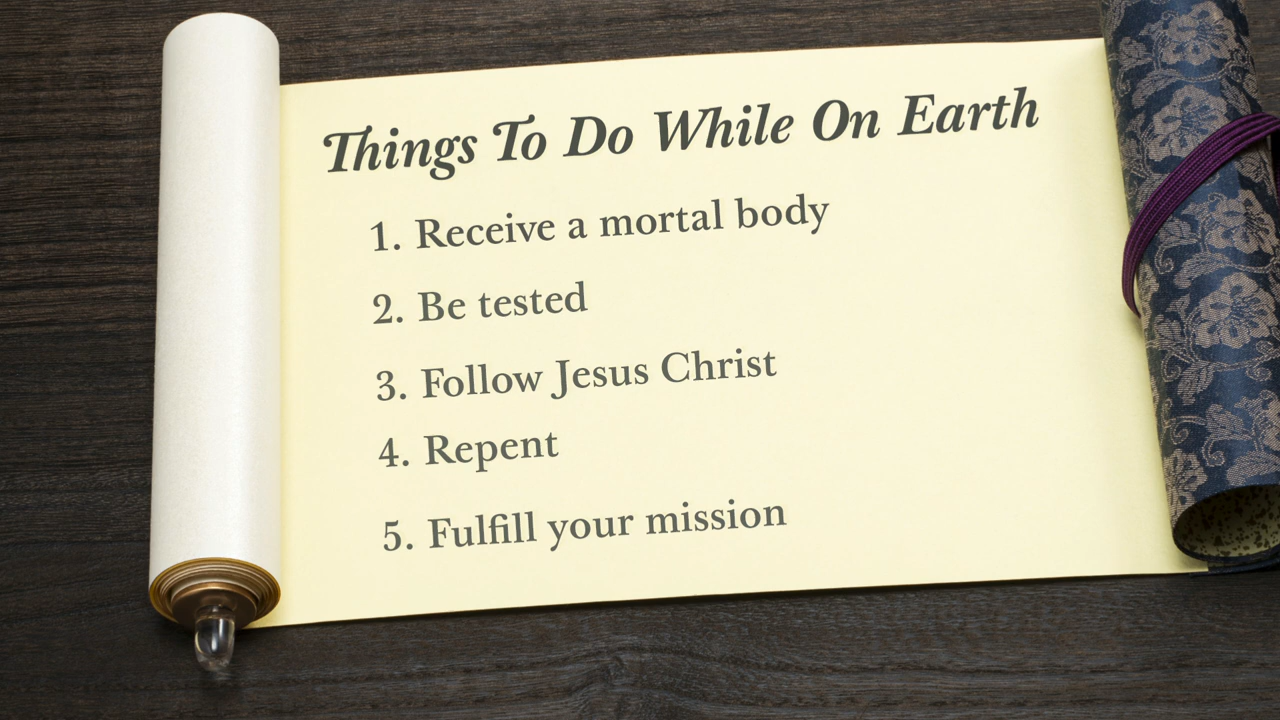 Things To Do While On Earth
1. Receive a mortal body
2. Be tested
3. Follow Jesus Christ
4. Repent
5. Fulfill your mission